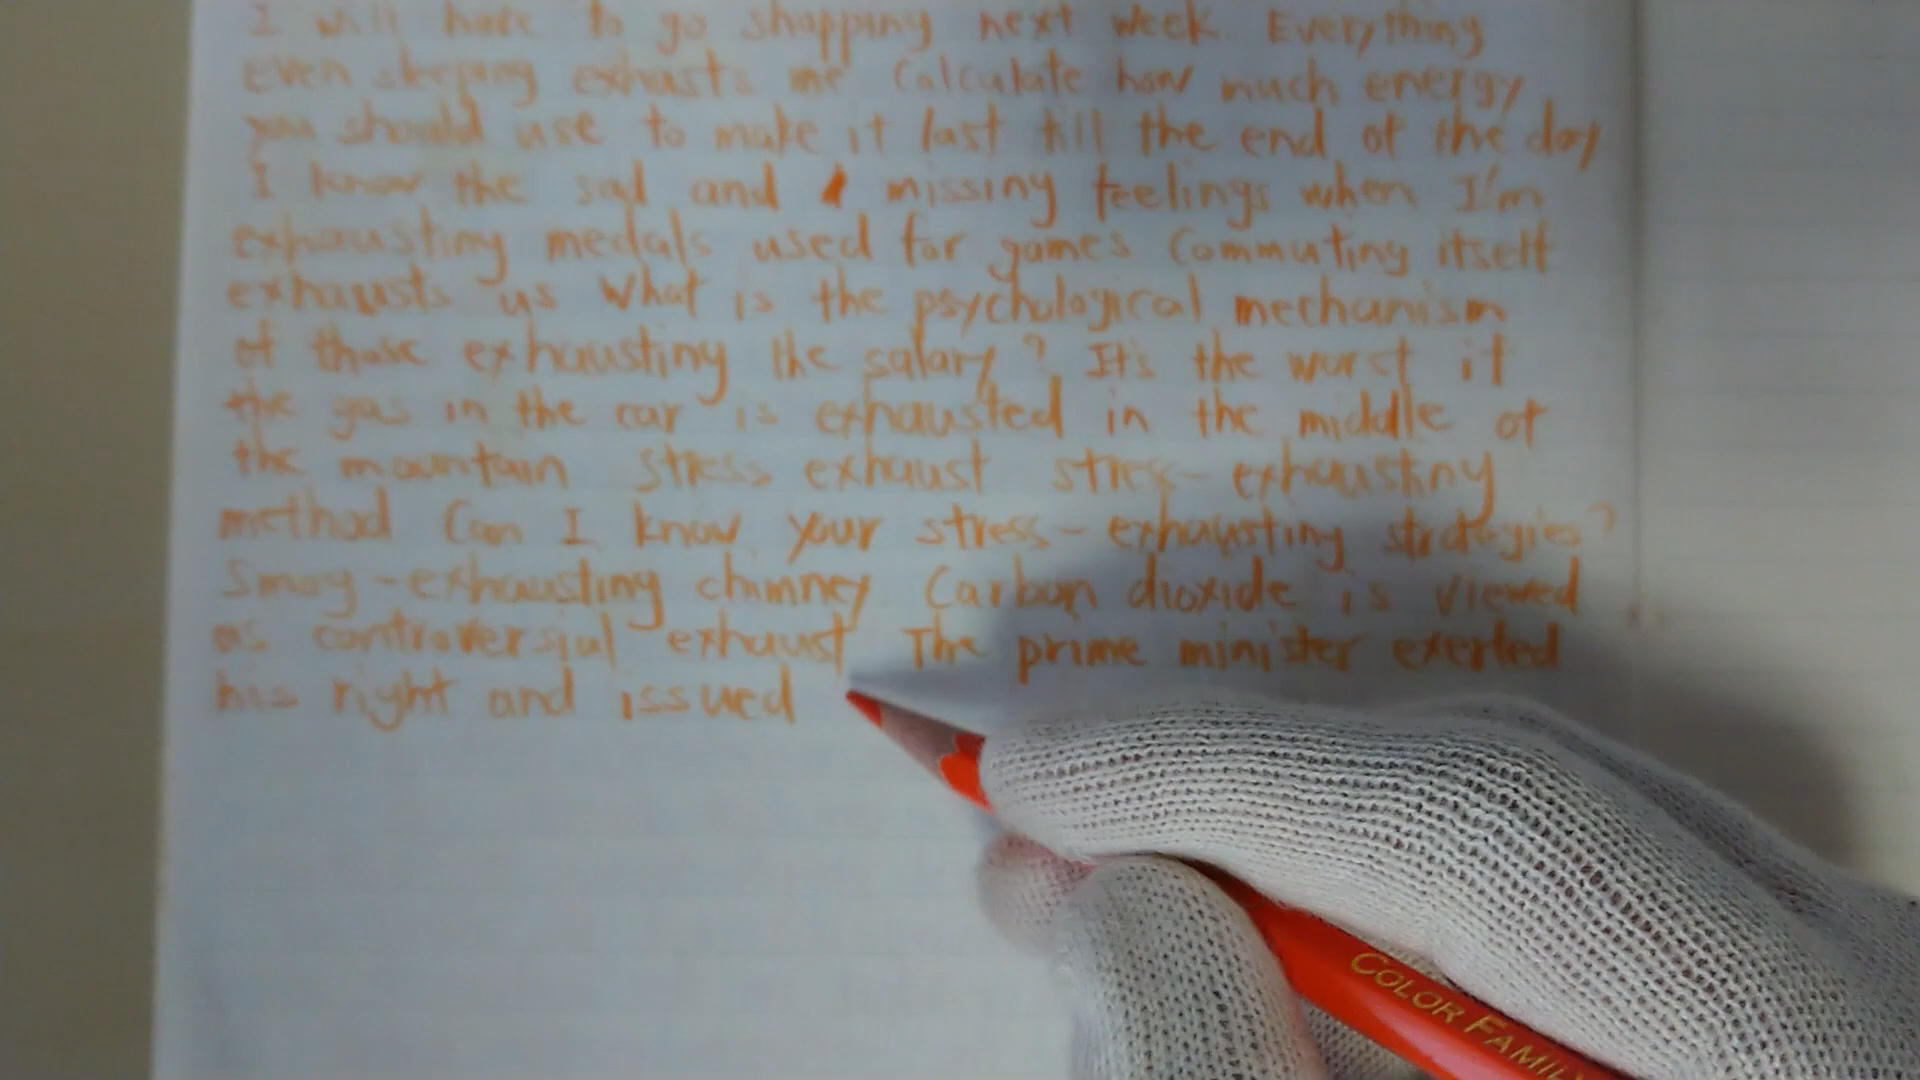 I will have to go shopping next week. Everything
even sleeping exhusts me Calculate how much energy
you should use to make it last till the end of the day
I know the sad and missing feelings when I'm
exhausting medals used for games Commuting itself
exhausts us What is the psychological mechanism
of those exhausting the salary? It's the worst if
the gas in the car is exhausted in the middle of
the mountain Stress exhaust stress-exhausting
method Can I know your stress-exhausting strategies?
Smog-exhausting chimney Carbon dioxide is viewed
as controversial exhaust The prime minister exerted
his right and issued
COLOR FAMILY